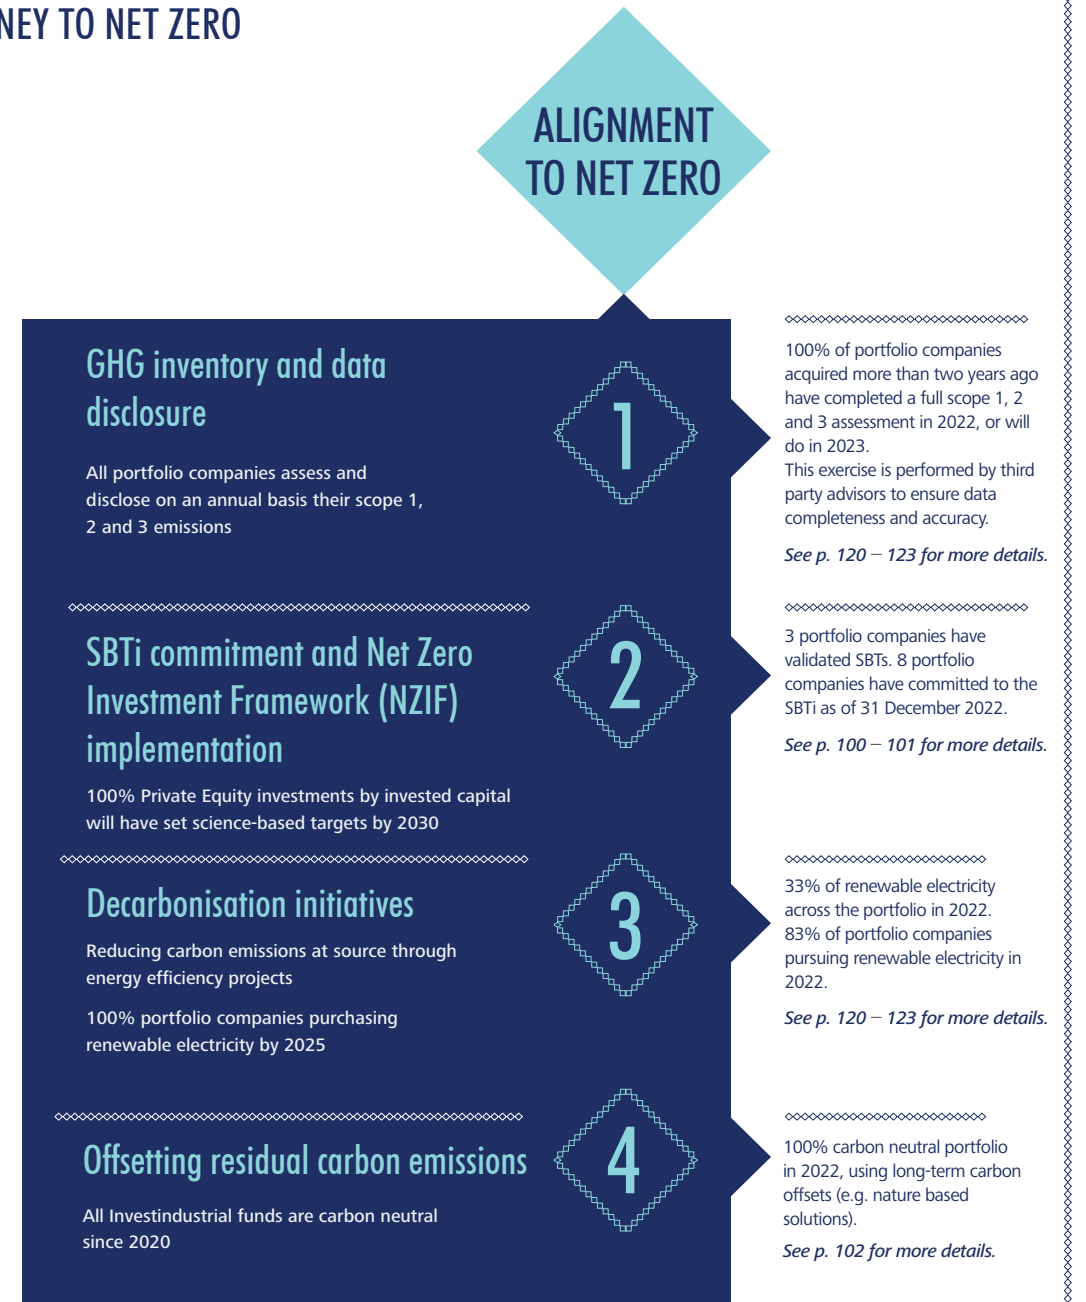 NEY TO NET ZERO
ALIGNMENT
TO NET ZERO
GHG inventory and data
disclosure
All portfolio companies assess and
disclose on an annual basis their scope 1,
2 and 3 emissions
1
100% of portfolio companies
acquired more than two years ago
have completed a full scope 1, 2
and 3 assessment in 2022, or will
do in 2023.
This exercise is performed by third
party advisors to ensure data
completeness and accuracy.
See p. 120 – 123 for more details.
SBTi commitment and Net Zero
Investment Framework (NZIF)
implementation
100% Private Equity investments by invested capital
will have set science-based targets by 2030
2
3 portfolio companies have
validated SBTs. 8 portfolio
companies have committed to the
SBTi as of 31 December 2022.
See p. 100 – 101 for more details.
Decarbonisation initiatives
Reducing carbon emissions at source through
energy efficiency projects
100% portfolio companies purchasing
renewable electricity by 2025
3
33% of renewable electricity
across the portfolio in 2022.
83% of portfolio companies
pursuing renewable electricity in
2022.
See p. 120 – 123 for more details.
Offsetting residual carbon emissions
All Investindustrial funds are carbon neutral
since 2020
4
100% carbon neutral portfolio
in 2022, using long-term carbon
offsets (e.g. nature based
solutions).
See p. 102 for more details.